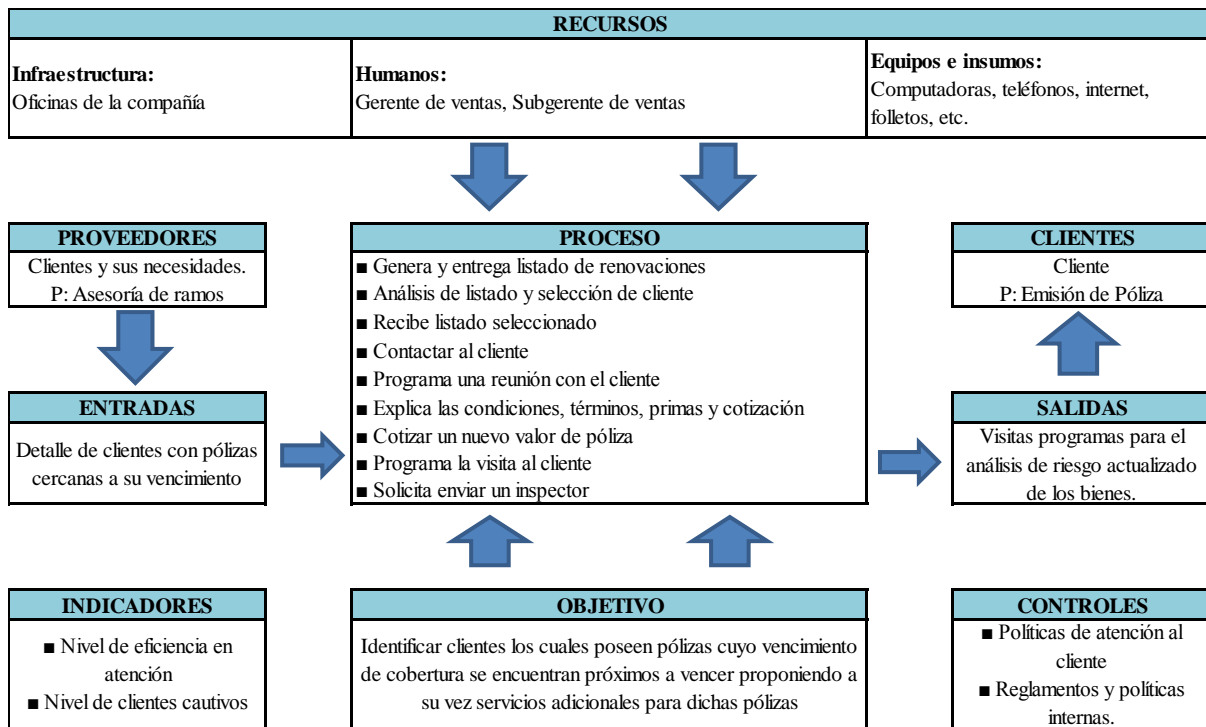 RECURSOS
Infraestructura:
Oficinas de la compañía
Humanos:
Gerente de ventas, Subgerente de ventas
Equipos e insumos:
Computadoras, teléfonos, internet,
folletos, etc.
PROVEEDORES
Clientes y sus necesidades.
P: Asesoría de ramos
PROCESO
■ Genera y entrega listado de renovaciones
■ Análisis de listado y selección de cliente
■ Recibe listado seleccionado
■ Contactar al cliente
■ Programa una reunión con el cliente
■ Explica las condiciones, términos, primas y cotización
■ Cotizar un nuevo valor de póliza
■ Programa la visita al cliente
■ Solicita enviar un inspector
CLIENTES
Cliente
P: Emisión de Póliza
ENTRADAS
Detalle de clientes con pólizas
cercanas a su vencimiento
SALIDAS
Visitas programas para el
análisis de riesgo actualizado
de los bienes.
INDICADORES
■ Nivel de eficiencia en
atención
■ Nivel de clientes cautivos
OBJETIVO
Identificar clientes los cuales poseen pólizas cuyo vencimiento
de cobertura se encuentran próximos a vencer proponiendo a
su vez servicios adicionales para dichas pólizas
CONTROLES
■ Políticas de atención al
cliente
■ Reglamentos y políticas
internas.